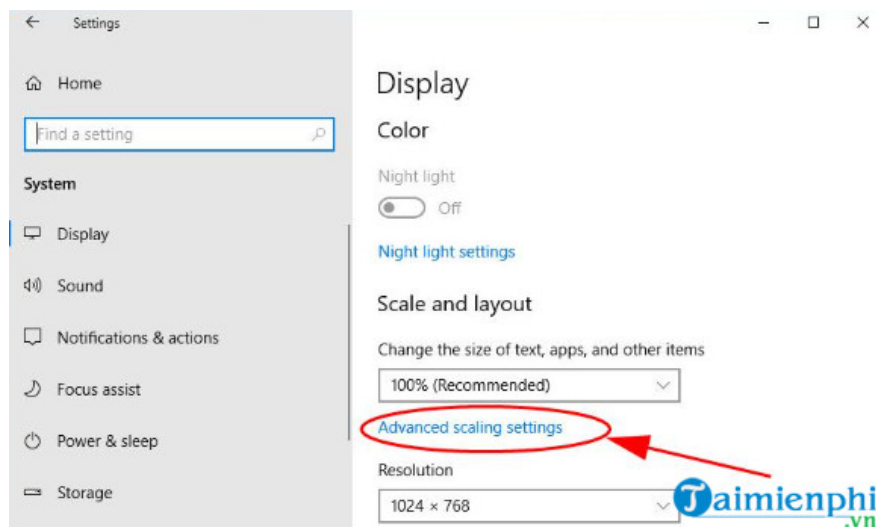 Settings
Home
Find a setting
System
Display
Sound
Notifications & actions
Focus assist
Power & sleep
Storage
Display
Color
Night light
Off
Night light settings
Scale and layout
Change the size of text, apps, and other items
100% (Recommended)
Advanced scaling settings
Resolution
1024 × 768
Taimienphi
.vn